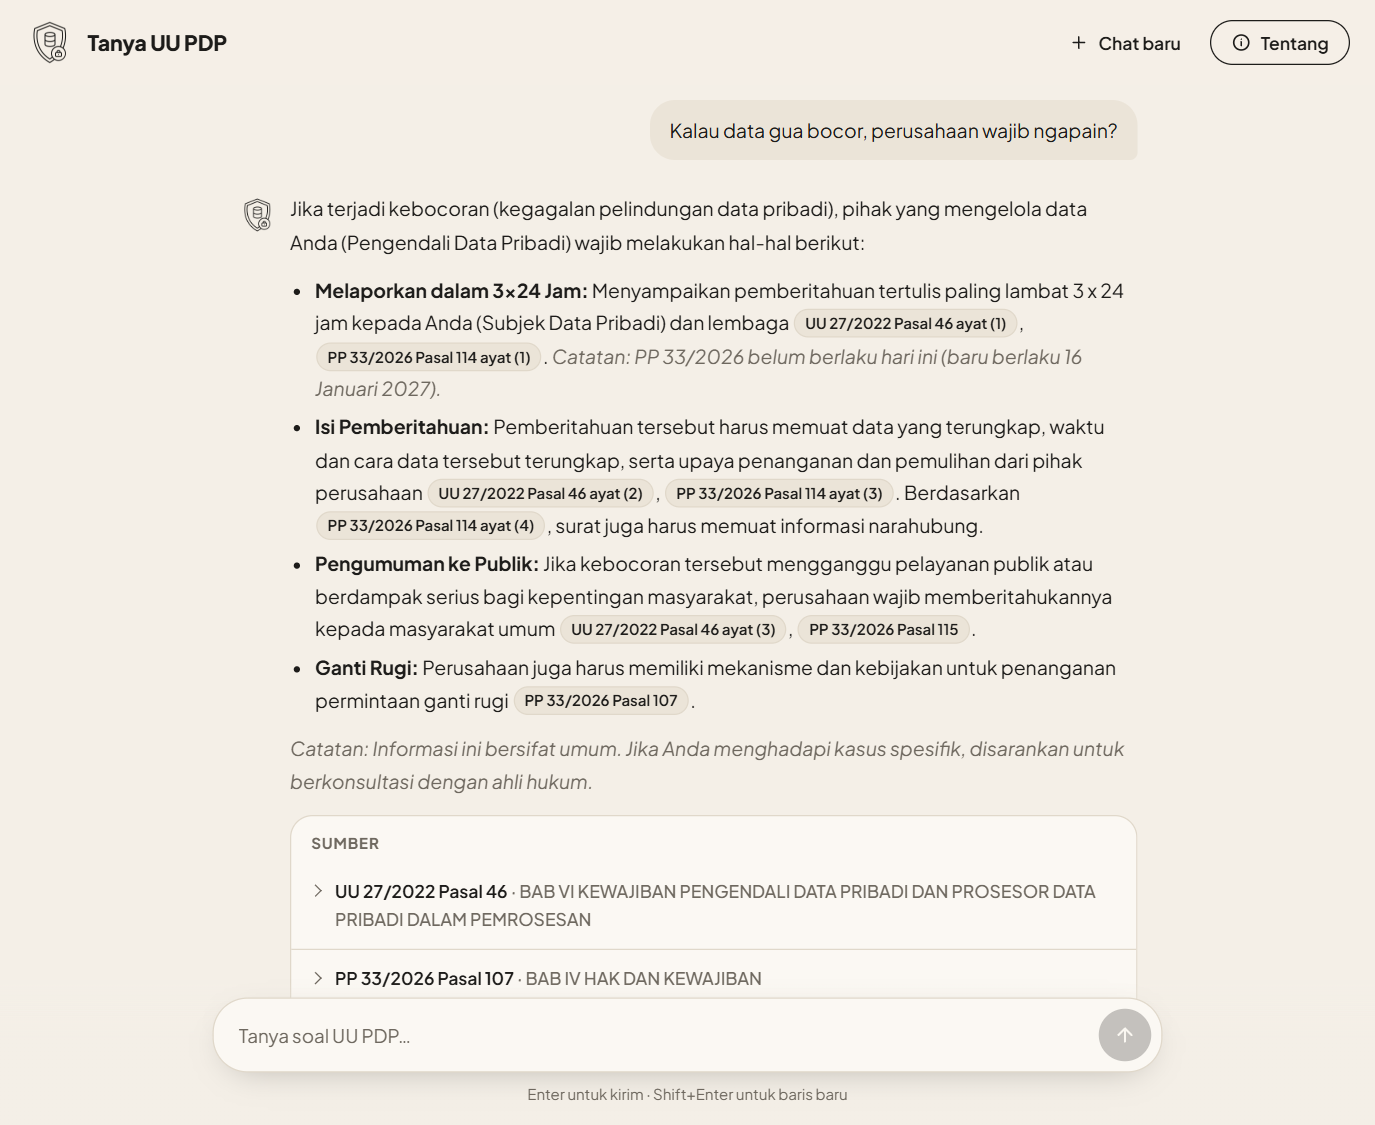 Tanya UU PDP
+ Chat baru
Tentang
Kalau data gua bocor, perusahaan wajib ngapain?
Jika terjadi kebocoran (kegagalan pelindungan data pribadi), pihak yang mengelola data
Anda (Pengendali Data Pribadi) wajib melakukan hal-hal berikut:
• Melaporkan dalam 3×24 Jam: Menyampaikan pemberitahuan tertulis paling lambat 3 x 24
jam kepada Anda (Subjek Data Pribadi) dan lembaga UU 27/2022 Pasal 46 ayat (1) ,
PP 33/2026 Pasal 114 ayat (1) . Catatan: PP 33/2026 belum berlaku hari ini (baru berlaku 16
Januari 2027).
• Isi Pemberitahuan: Pemberitahuan tersebut harus memuat data yang terungkap, waktu
dan cara data tersebut terungkap, serta upaya penanganan dan pemulihan dari pihak
perusahaan UU 27/2022 Pasal 46 ayat (2) , PP 33/2026 Pasal 114 ayat (3) . Berdasarkan
PP 33/2026 Pasal 114 ayat (4) , surat juga harus memuat informasi narahubung.
• Pengumuman ke Publik: Jika kebocoran tersebut mengganggu pelayanan publik atau
berdampak serius bagi kepentingan masyarakat, perusahaan wajib memberitahukannya
kepada masyarakat umum UU 27/2022 Pasal 46 ayat (3) , PP 33/2026 Pasal 115 .
• Ganti Rugi: Perusahaan juga harus memiliki mekanisme dan kebijakan untuk penanganan
permintaan ganti rugi PP 33/2026 Pasal 107 .
Catatan: Informasi ini bersifat umum. Jika Anda menghadapi kasus spesifik, disarankan untuk
berkonsultasi dengan ahli hukum.
SUMBER
UU 27/2022 Pasal 46 · BAB VI KEWAJIBAN PENGENDALI DATA PRIBADI DAN PROSESOR DATA
PRIBADI DALAM PEMROSESAN
PP 33/2026 Pasal 107 · BAB IV HAK DAN KEWAJIBAN
Tanya soal UU PDP...
Enter untuk kirim · Shift+Enter untuk baris baru